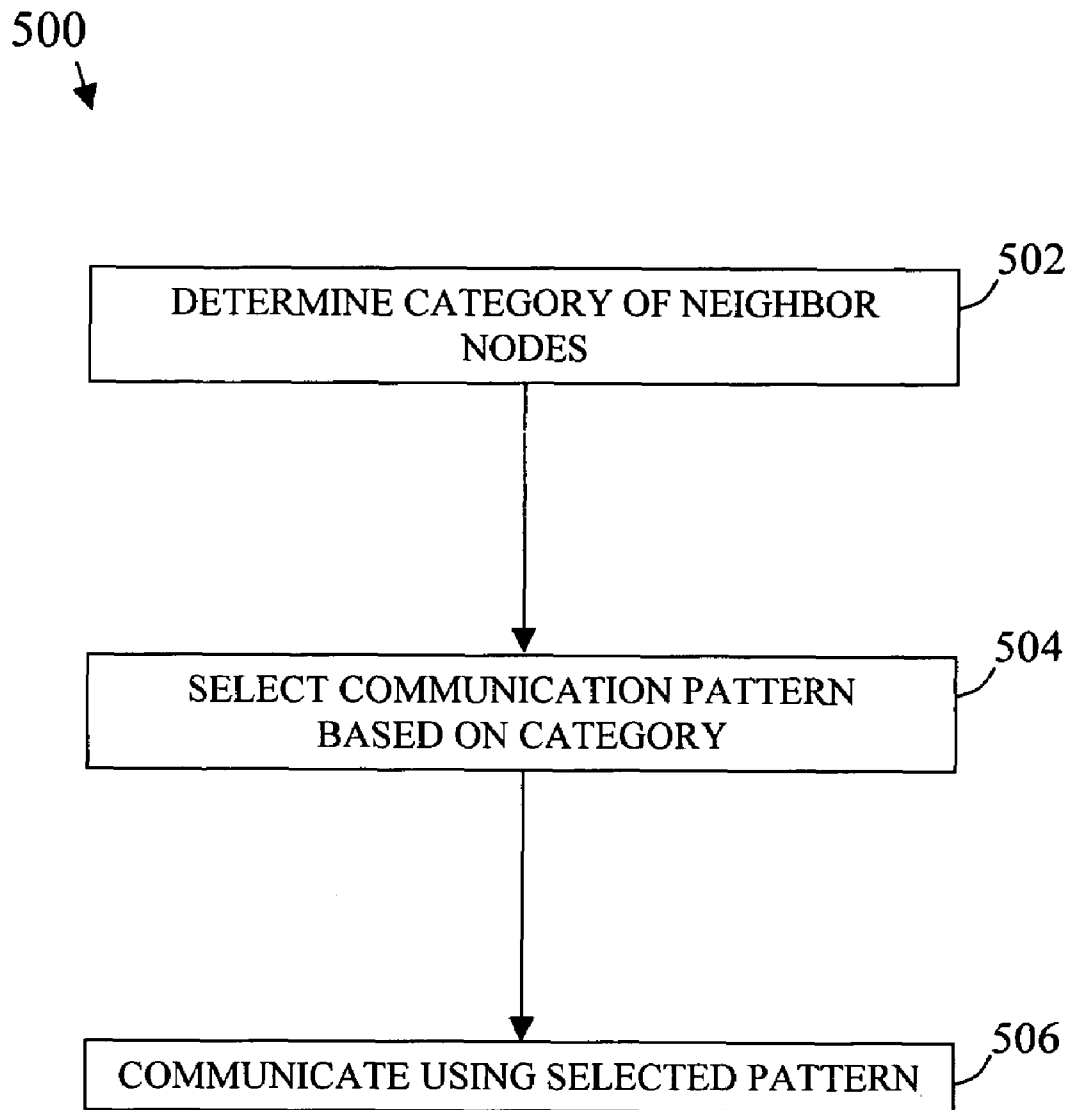 500
502
DETERMINE CATEGORY OF NEIGHBOR
NODES
504
SELECT COMMUNICATION PATTERN
BASED ON CATEGORY
506
COMMUNICATE USING SELECTED PATTERN